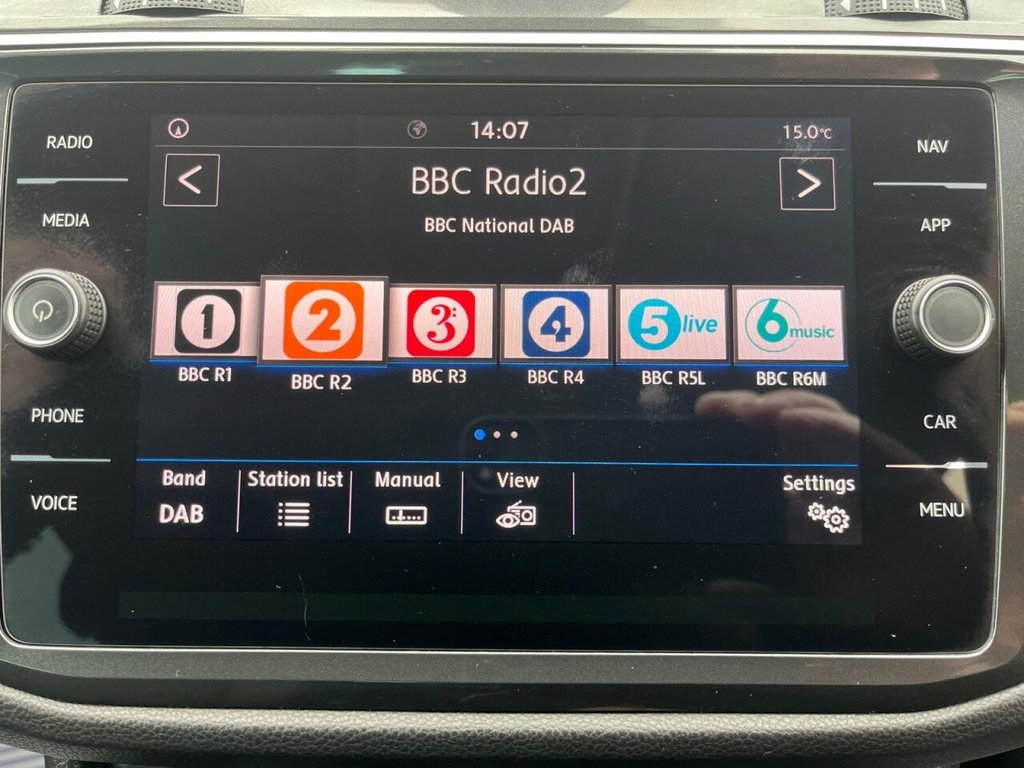 14:07
15.0°C
RADIO
NAV
<
BBC Radio2
>
MEDIA
BBC National DAB
APP
1
2
3
4
5 live
6 music
BBC R1
BBC R2
BBC R3
BBC R4
BBC R5L
BBC R6M
PHONE
CAR
Band
Station list
Manual
View
Settings
VOICE
DAB
MENU